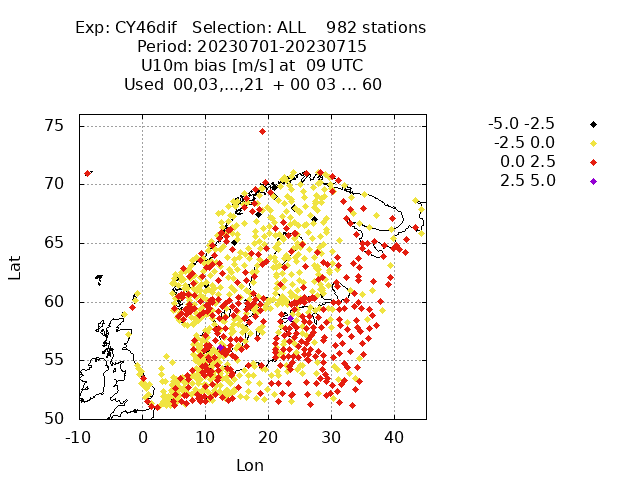 Exp: CY46dif   Selection: ALL    982 stations
Period: 20230701-20230715
U10m bias [m/s] at  09 UTC
Used  00,03,...,21  + 00 03 ... 60
-5.0 -2.5
-2.5 0.0
0.0 2.5
2.5 5.0
75
70
65
60
55
50
Lat
-10 0 10 20 30 40
Lon